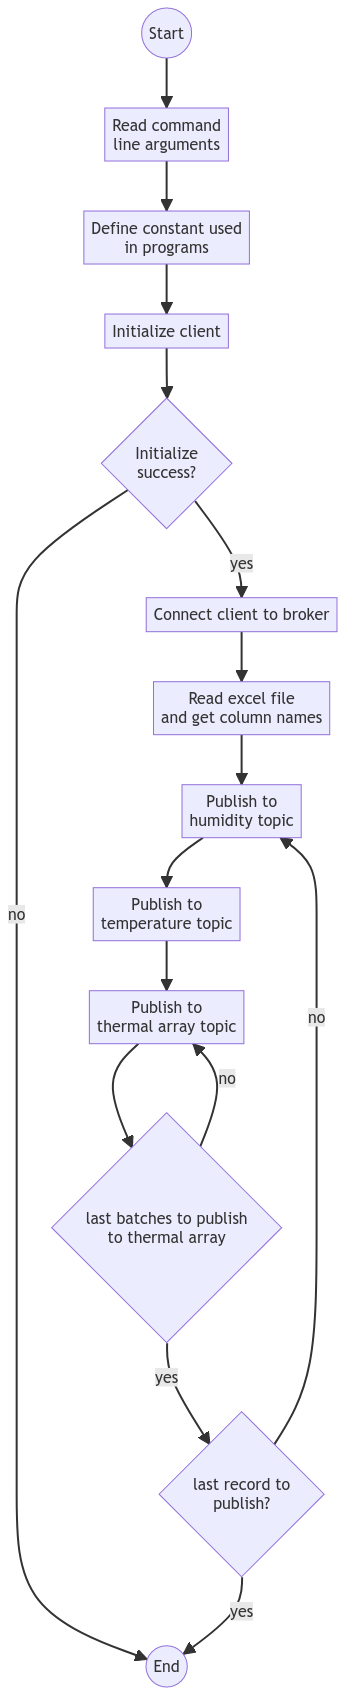 Start
Read command
line arguments
Define constant used
in programs
Initialize client
Initialize
success?
yes
Connect client to broker
Read excel file
and get column names
Publish to
humidity topic
Publish to
temperature topic
no
Publish to
thermal array topic
no
no
last batches to publish
to thermal array
yes
last record to
publish?
yes
End